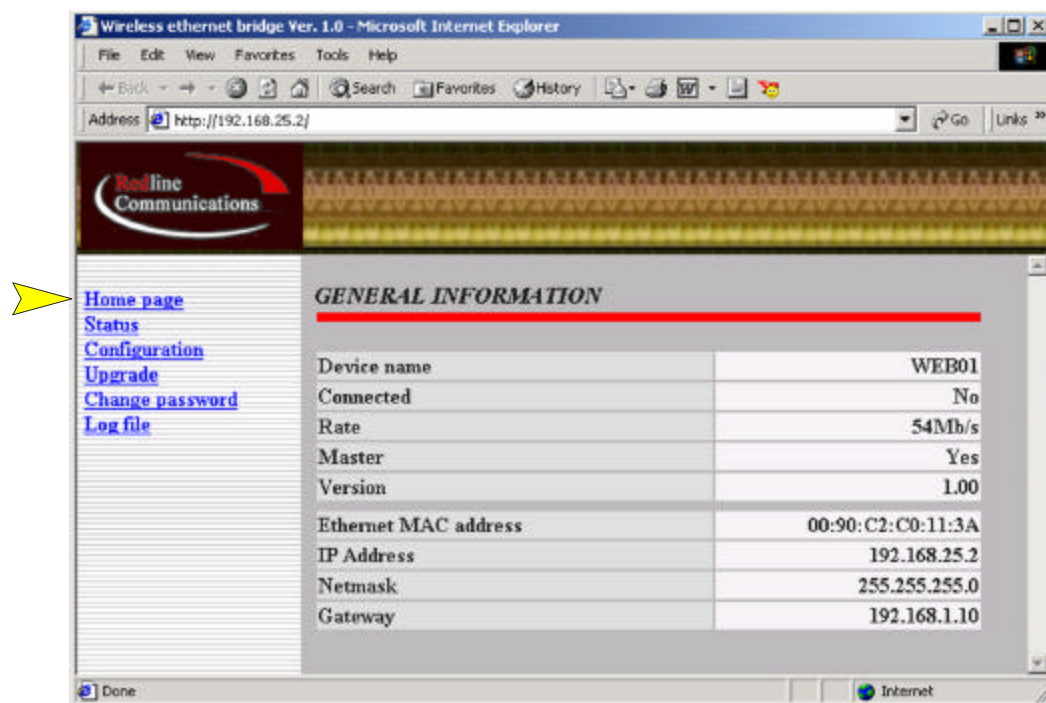 Wireless ethernet bridge Ver. 1.0 - Microsoft Internet Explorer
File Edit View Favorites Tools Help
Back Search Favorites History
Address http://192.168.25.2/ Go Links »
Redline
Communications
Home page
Status
Configuration
Upgrade
Change password
Log file
GENERAL INFORMATION
Device name WEB01
Connected No
Rate 54Mb/s
Master Yes
Version 1.00
Ethernet MAC address 00:90:C2:C0:11:3A
IP Address 192.168.25.2
Netmask 255.255.255.0
Gateway 192.168.1.10
Done Internet